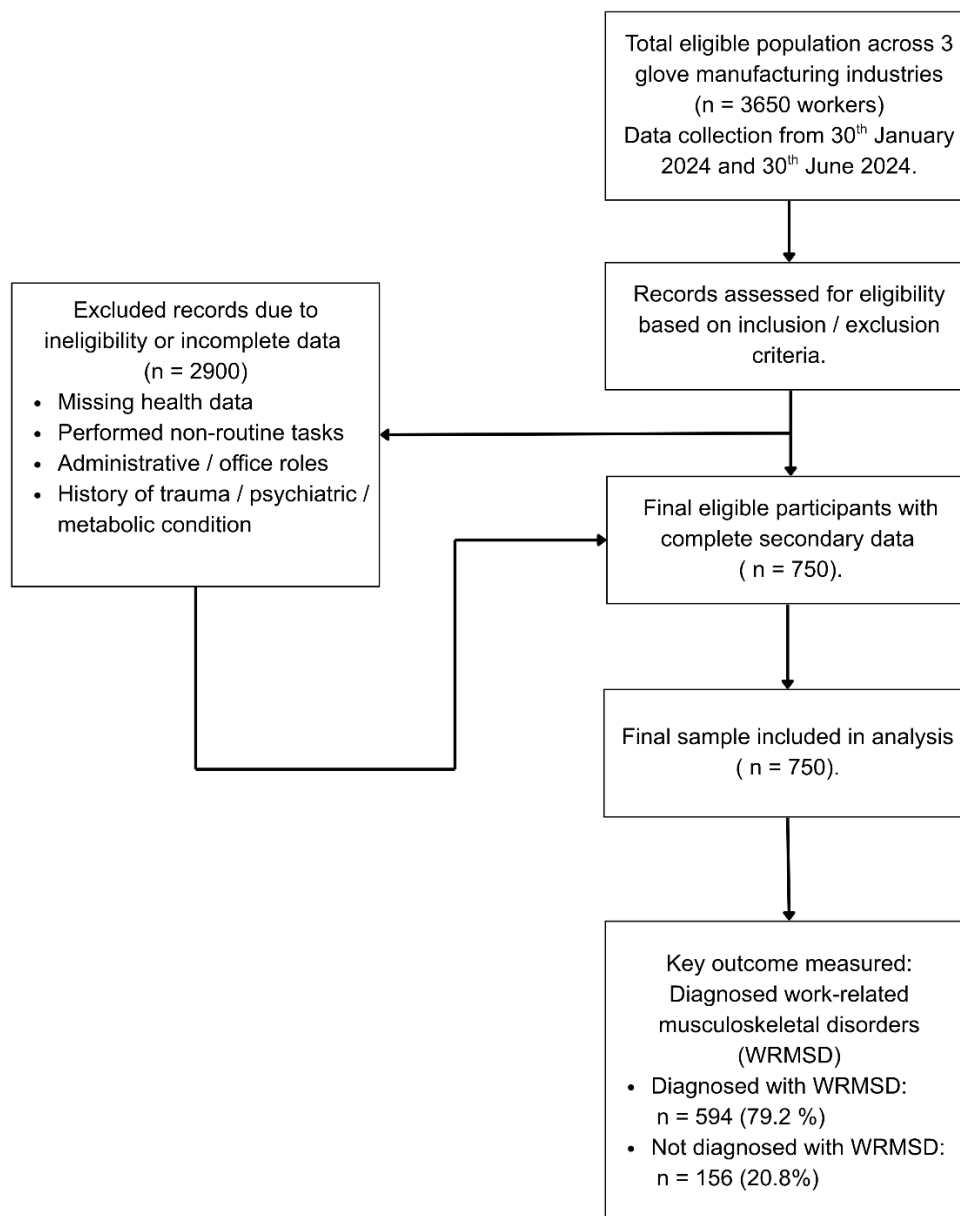 Total eligible population across 3
glove manufacturing industries
(n = 3650 workers)
Data collection from 30th January
2024 and 30th June 2024.
Records assessed for eligibility
based on inclusion / exclusion
criteria.
Excluded records due to
ineligibility or incomplete data
(n = 2900)
• Missing health data
• Performed non-routine tasks
• Administrative / office roles
• History of trauma / psychiatric /
metabolic condition
Final eligible participants with
complete secondary data
( n = 750).
Final sample included in analysis
( n = 750).
Key outcome measured:
Diagnosed work-related
musculoskeletal disorders
(WRMSD)
• Diagnosed with WRMSD:
n = 594 (79.2 %)
• Not diagnosed with WRMSD:
n = 156 (20.8%)